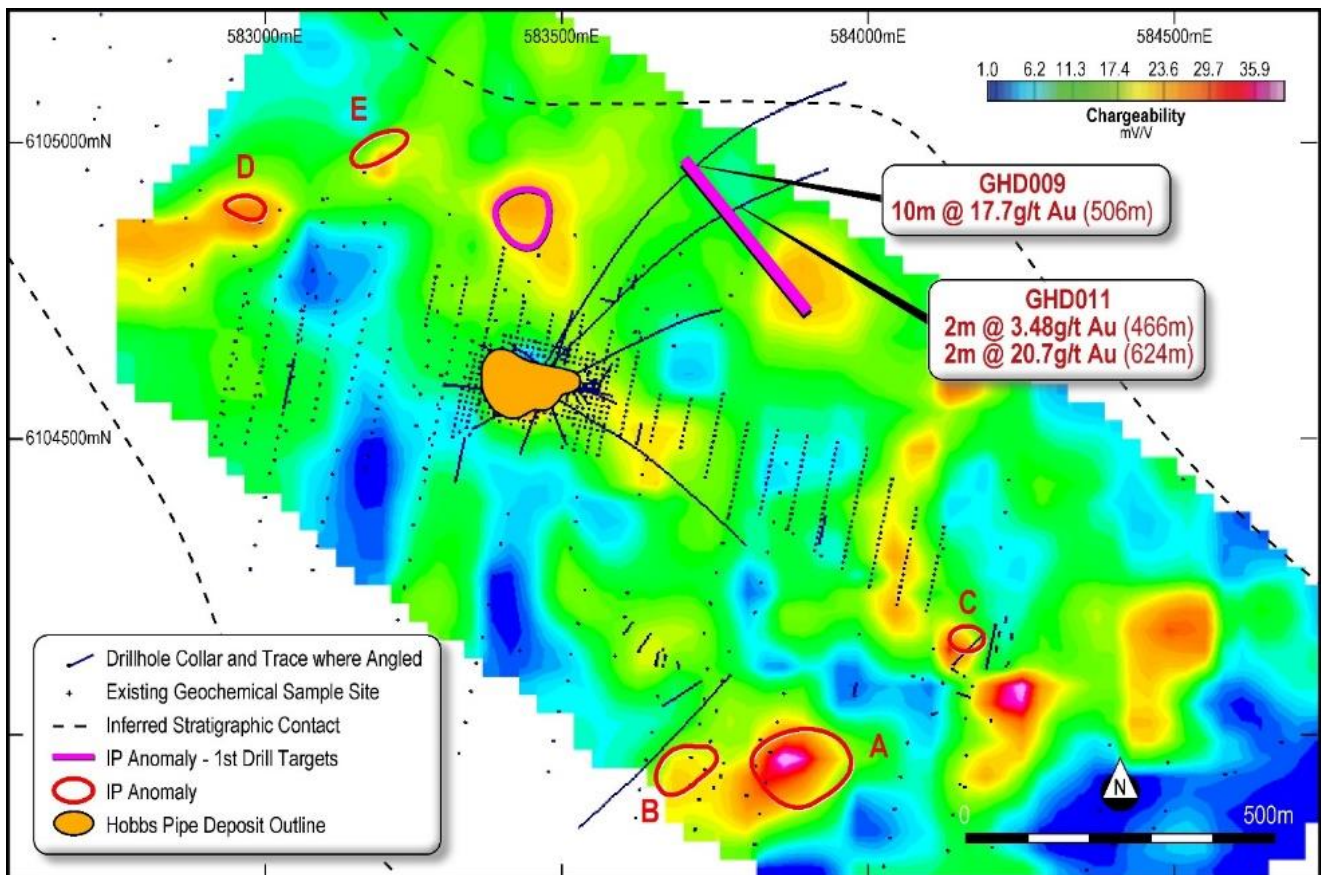 583000mE
583500mE
584000mE
584500mE
1.0 6.2 11.3 17.4 23.6 29.7 35.9
Chargeability
mV/V
6105000mN
E
D
GHD009
10m @ 17.7g/t Au (506m)
GHD011
2m @ 3.48g/t Au (466m)
2m @ 20.7g/t Au (624m)
6104500mN
C
A
B
Drillhole Collar and Trace where Angled
Existing Geochemical Sample Site
Inferred Stratigraphic Contact
IP Anomaly - 1st Drill Targets
IP Anomaly
Hobbs Pipe Deposit Outline
N
0 500m